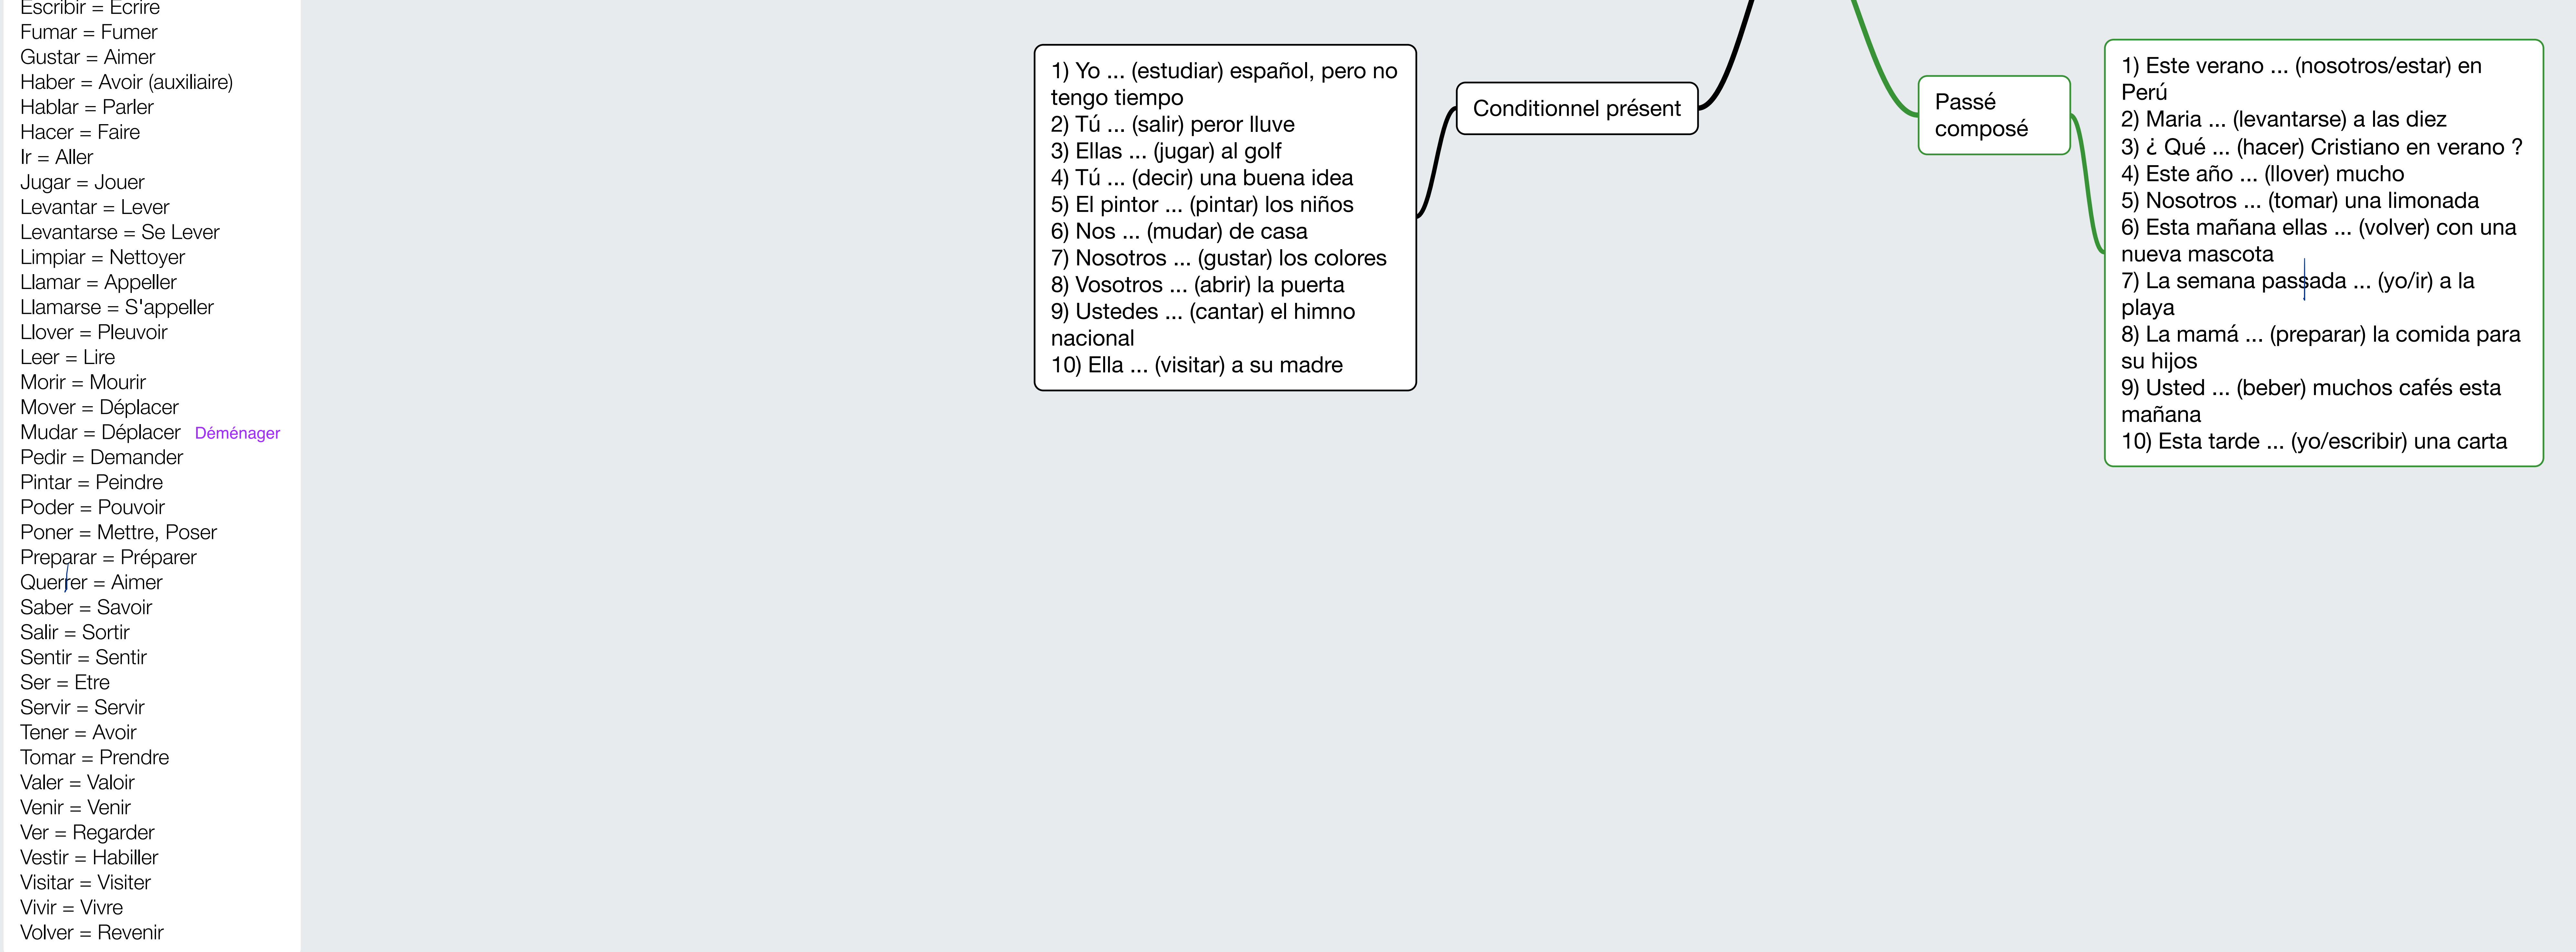 Escribir = Ecrire
Fumar = Fumer
Gustar = Aimer
Haber = Avoir (auxiliaire)
Hablar = Parler
Hacer = Faire
Ir = Aller
Jugar = Jouer
Levantar = Lever
Levantarse = Se Lever
Limpiar = Nettoyer
Llamar = Appeller
Llamarse = S'appeller
Llover = Pleuvoir
Leer = Lire
Morir = Mourir
Mover = Déplacer
Mudar = Déplacer Déménager
Pedir = Demander
Pintar = Peindre
Poder = Pouvoir
Poner = Mettre, Poser
Preparar = Préparer
Querrer = Aimer
Saber = Savoir
Salir = Sortir
Sentir = Sentir
Ser = Etre
Servir = Servir
Tener = Avoir
Tomar = Prendre
Valer = Valoir
Venir = Venir
Ver = Regarder
Vestir = Habiller
Visitar = Visiter
Vivir = Vivre
Volver = Revenir
1) Yo ... (estudiar) español, pero no
tengo tiempo
2) Tú ... (salir) peror lluve
3) Ellas ... (jugar) al golf
4) Tú ... (decir) una buena idea
5) El pintor ... (pintar) los niños
6) Nos ... (mudar) de casa
7) Nosotros ... (gustar) los colores
8) Vosotros ... (abrir) la puerta
9) Ustedes ... (cantar) el himno
nacional
10) Ella ... (visitar) a su madre
Conditionnel présent
Passé
composé
1) Este verano ... (nosotros/estar) en
Perú
2) Maria ... (levantarse) a las diez
3) ¿ Qué ... (hacer) Cristiano en verano ?
4) Este año ... (llover) mucho
5) Nosotros ... (tomar) una limonada
6) Esta mañana ellas ... (volver) con una
nueva mascota
7) La semana passada ... (yo/ir) a la
playa
8) La mamá ... (preparar) la comida para
su hijos
9) Usted ... (beber) muchos cafés esta
mañana
10) Esta tarde ... (yo/escribir) una carta